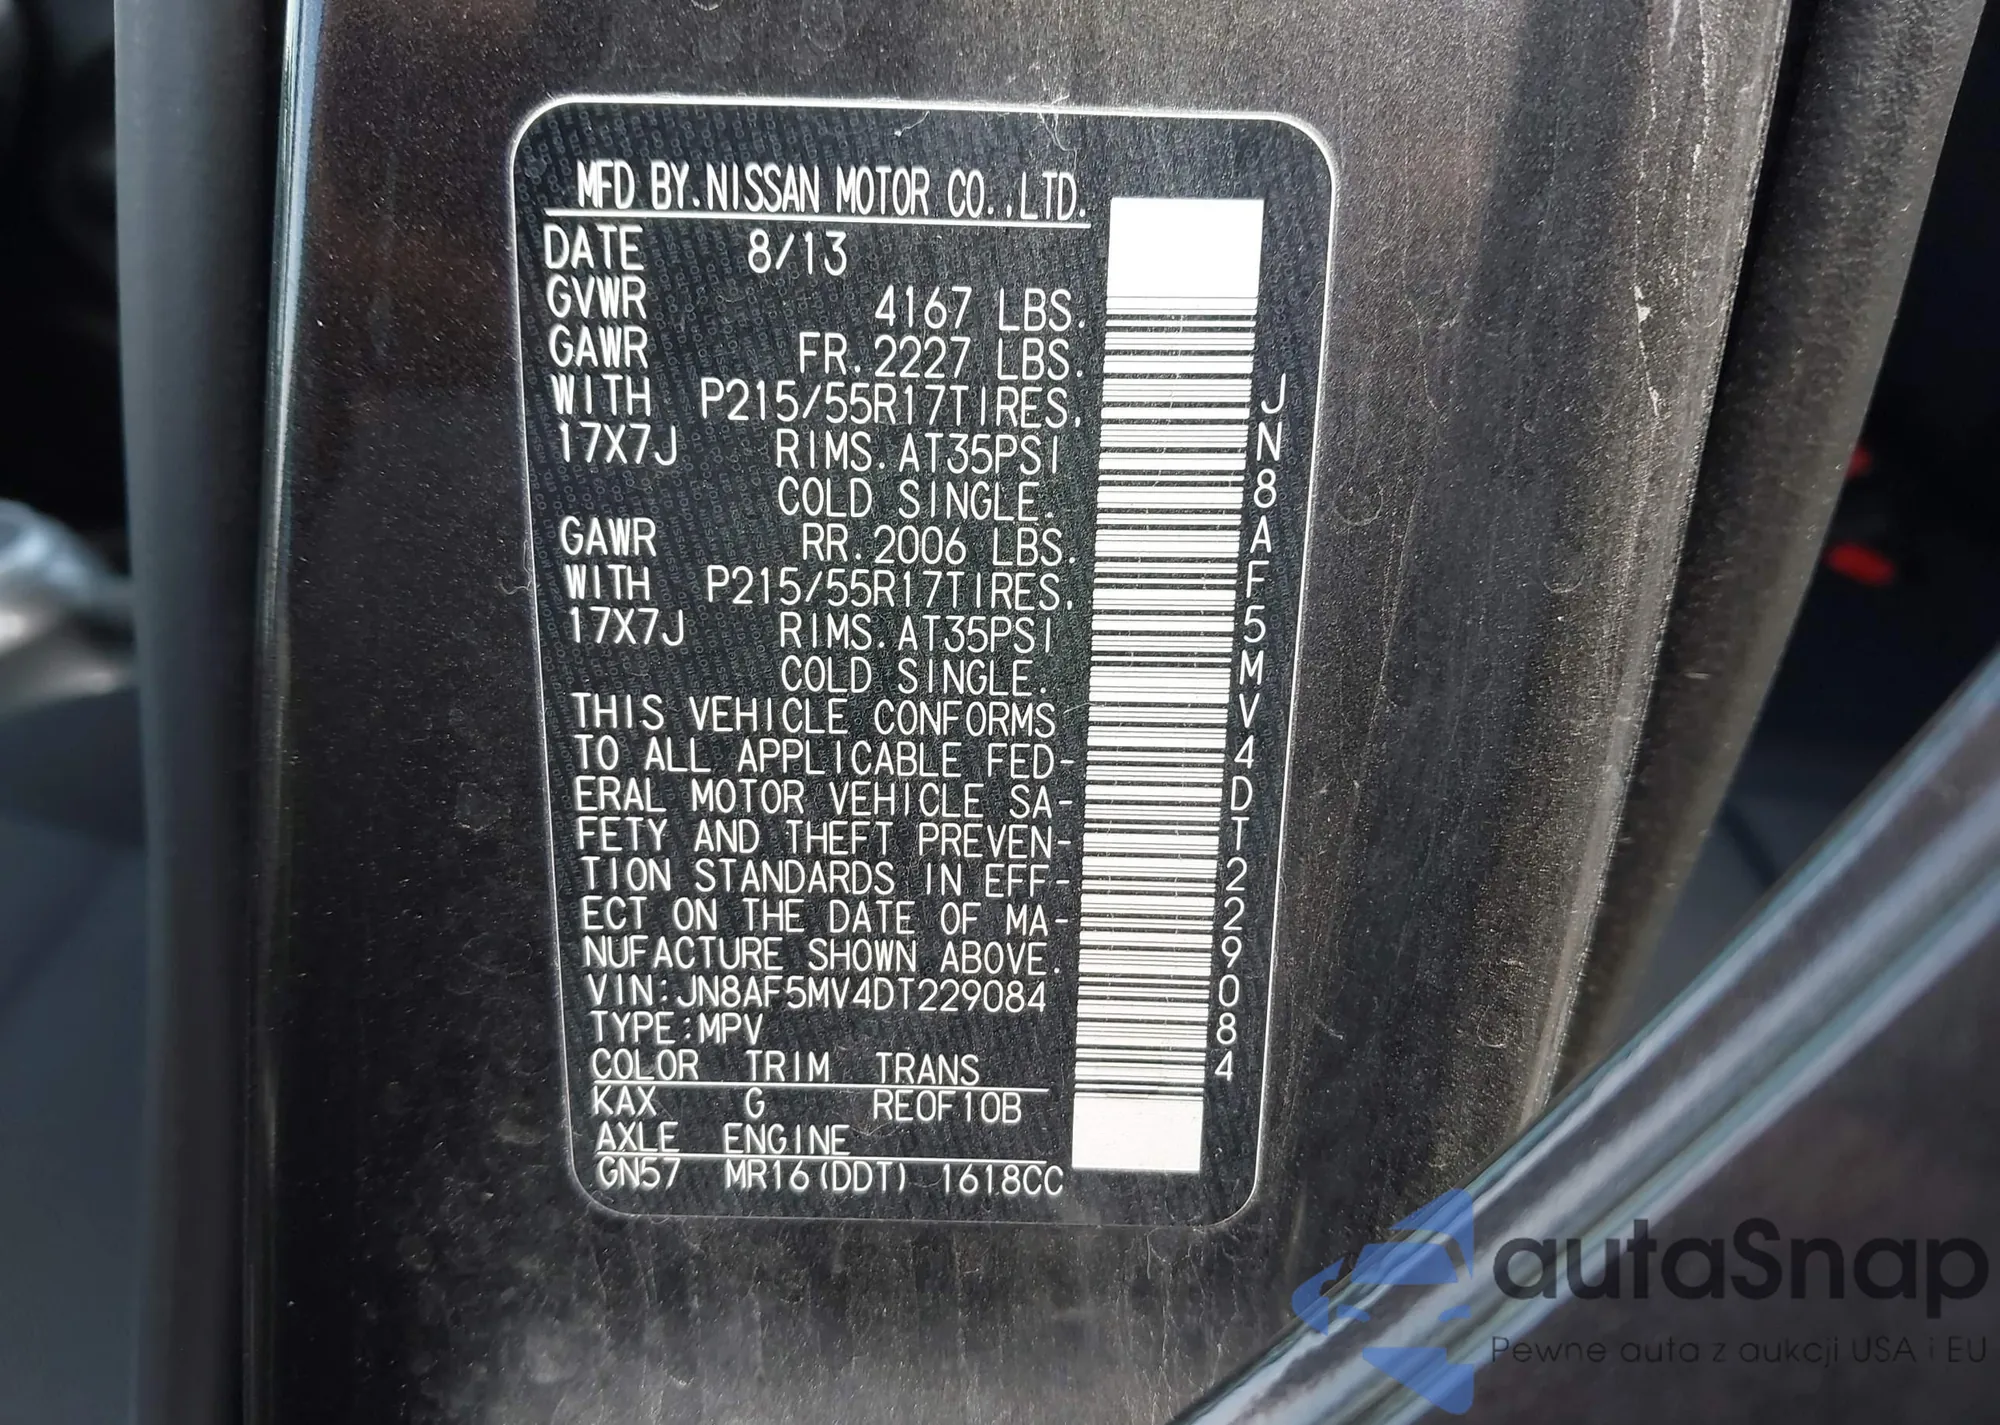 MFD BY.NISSAN MOTOR CO.,LTD.
DATE 8/13
GVWR 4167 LBS.
GAWR FR.2227 LBS.
WITH P215/55R17TIRES.
17X7J RIMS.AT35PSI
COLD SINGLE.
GAWR RR.2006 LBS.
WITH P215/55R17TIRES.
17X7J RIMS.AT35PSI
COLD SINGLE.
THIS VEHICLE CONFORMS
TO ALL APPLICABLE FED-
ERAL MOTOR VEHICLE SA-
FETY AND THEFT PREVEN-
TION STANDARDS IN EFF-
ECT ON THE DATE OF MA-
NUFACTURE SHOWN ABOVE.
VIN:JN8AF5MV4DT229084
TYPE:MPV
COLOR TRIM TRANS
KAX G RE0F10B
AXLE ENGINE
GN57 MR16(DDT) 1618CC
JN8AF5MV4DT229084
autaSnap
Pewne auta z aukcji USA i EU